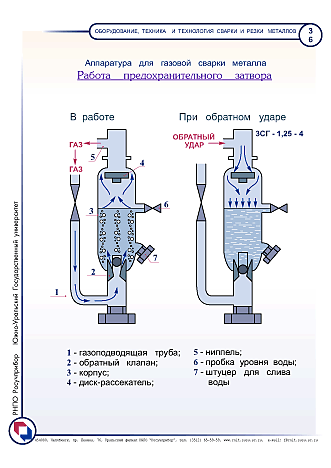 ОБОРУДОВАНИЕ, ТЕХНИКА И ТЕХНОЛОГИЯ СВАРКИ И РЕЗКИ МЕТАЛЛОВ
3
6
Аппаратура для газовой сварки металла
Работа предохранительного затвора
В работе
При обратном ударе
ГАЗ
ГАЗ
5
4
3
6
2
7
1
ОБРАТНЫЙ
УДАР
ЗСГ - 1,25 - 4
1 - газоподводящая труба;
2 - обратный клапан;
3 - корпус;
4 - диск-рассекатель;
5 - ниппель;
6 - пробка уровня воды;
7 - штуцер для слива
воды
РНПО Росучприбор Южно-Уральский Государственный университет